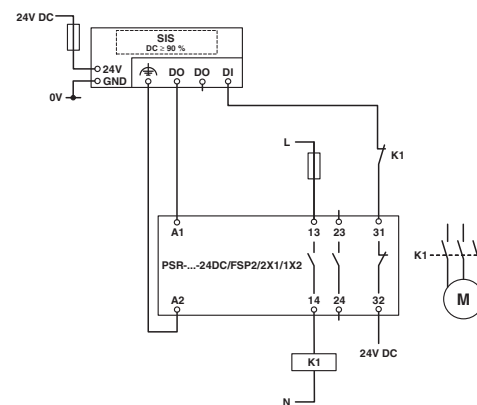 24V DC
SIS
DC ≥ 90 %
24V
GND
DO DO DI
0V
L
K1
A1 13 23 31
PSR-...-24DC/FSP2/2X1/1X2
K1
M
A2 14 24 32
K1
24V DC
N